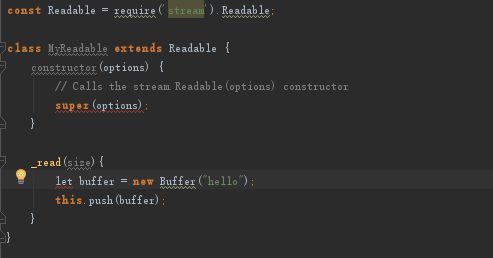 const Readable = require('stream').Readable;
class MyReadable extends Readable {
constructor(options) {
// Calls the stream.Readable(options) constructor
super(options);
}
_read(size){
let buffer = new Buffer("hello");
this.push(buffer);
}
}